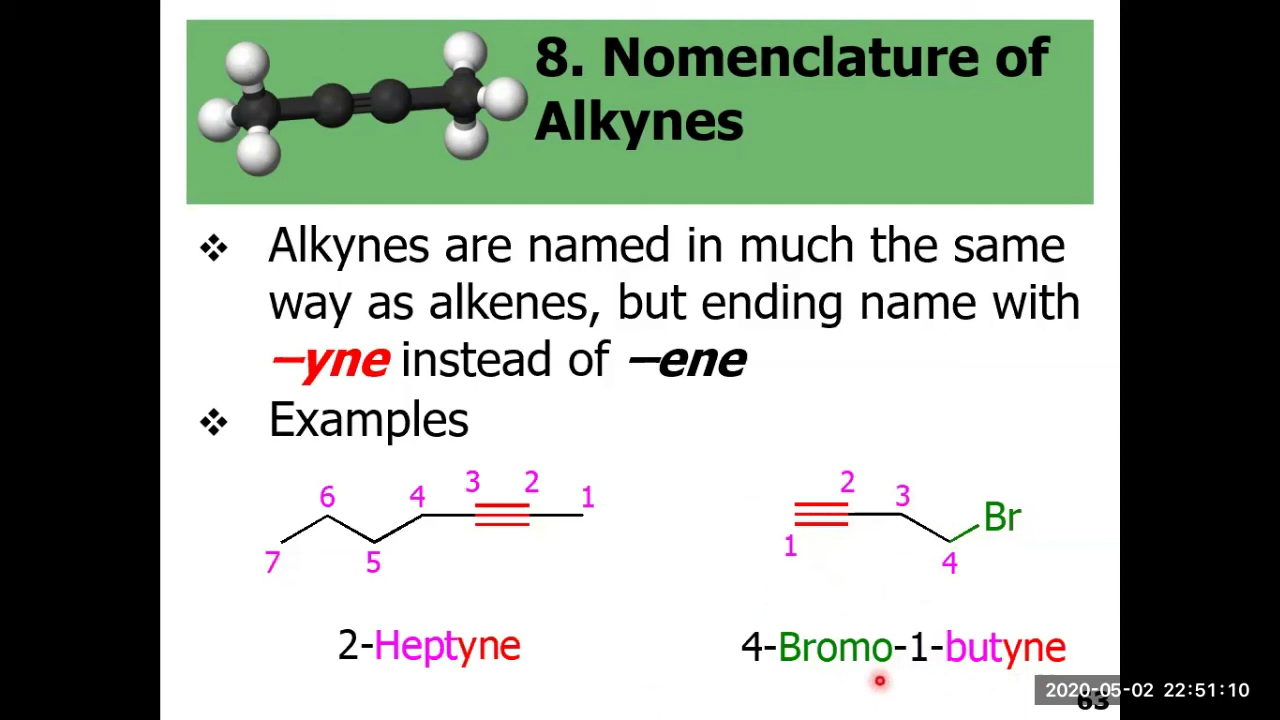 8. Nomenclature of
Alkynes
❖ Alkynes are named in much the same
way as alkenes, but ending name with
–yne instead of –ene
❖ Examples
7 6 5 4 3 2 1
1 2 3 4 Br
2-Heptyne
4-Bromo-1-butyne
2020-05-02 22:51:10
63